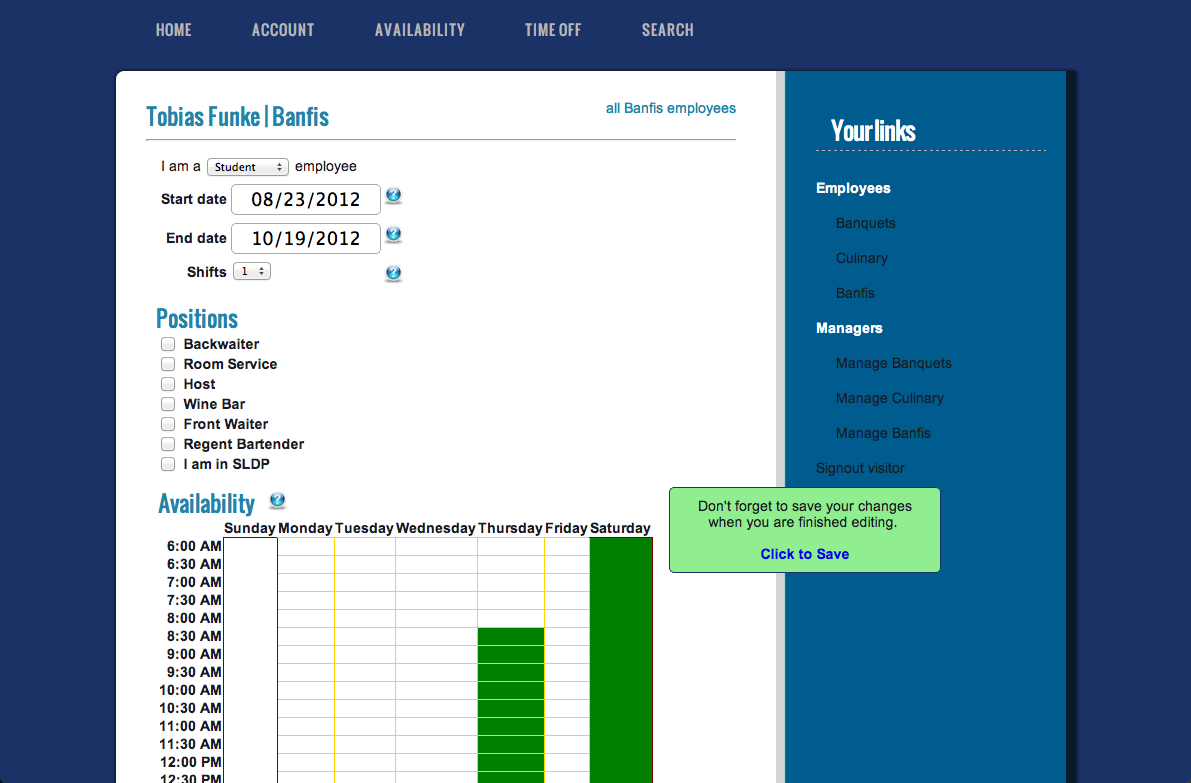 HOME ACCOUNT AVAILABILITY TIME OFF SEARCH
Tobias Funke | Banfis
all Banfis employees
I am a Student employee
Start date 08/23/2012
End date 10/19/2012
Shifts 1
Positions
Backwaiter
Room Service
Host
Wine Bar
Front Waiter
Regent Bartender
I am in SLDP
Availability
Sunday Monday Tuesday Wednesday Thursday Friday Saturday
6:00 AM
6:30 AM
7:00 AM
7:30 AM
8:00 AM
8:30 AM
9:00 AM
9:30 AM
10:00 AM
10:30 AM
11:00 AM
11:30 AM
12:00 PM
12:30 PM
Your links
Employees
Banquets
Culinary
Banfis
Managers
Manage Banquets
Manage Culinary
Manage Banfis
Signout visitor
Don't forget to save your changes
when you are finished editing.
Click to Save